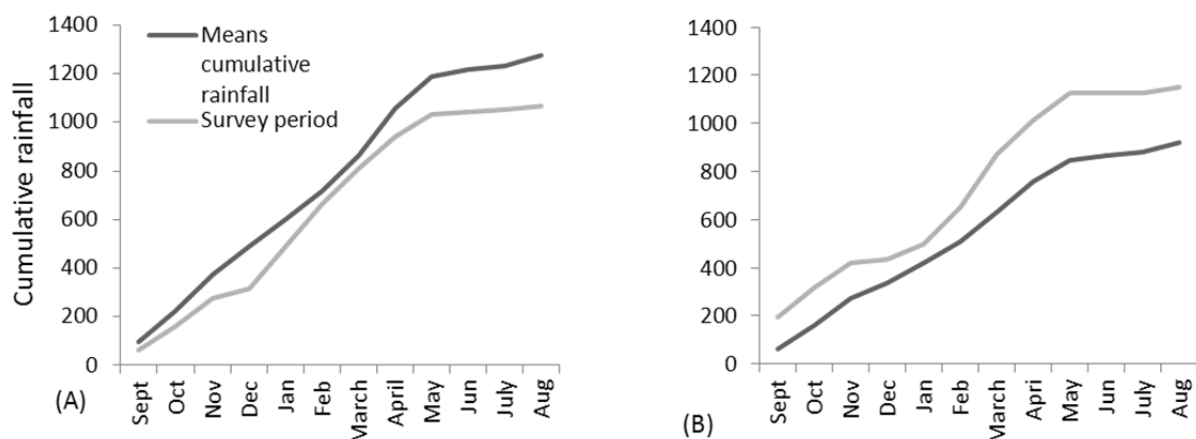 Cumulative rainfall
1400
1200
1000
800
600
400
200
0
Means
cumulative
rainfall
Survey period
Sept
Oct
Nov
Dec
Jan
Feb
March
April
May
Jun
July
Aug
(A)
1400
1200
1000
800
600
400
200
0
Sept
Oct
Nov
Dec
Jan
Feb
March
Apri
May
Jun
July
Aug
(B)